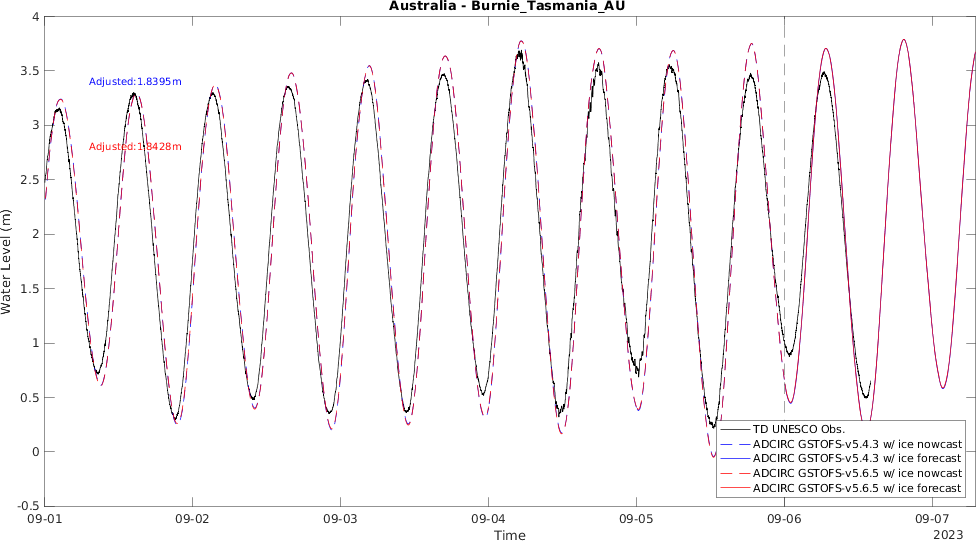 Australia - Burnie_Tasmania_AU
4
3.5
3
2.5
2
1.5
1
0.5
0
-0.5
Water Level (m)
Adjusted:1.8395m
Adjusted:1.8428m
TD UNESCO Obs.
ADCIRC GSTOFS-v5.4.3 w/ ice nowcast
ADCIRC GSTOFS-v5.4.3 w/ ice forecast
ADCIRC GSTOFS-v5.6.5 w/ ice nowcast
ADCIRC GSTOFS-v5.6.5 w/ ice forecast
09-01 09-02 09-03 09-04 09-05 09-06 09-07
Time
2023